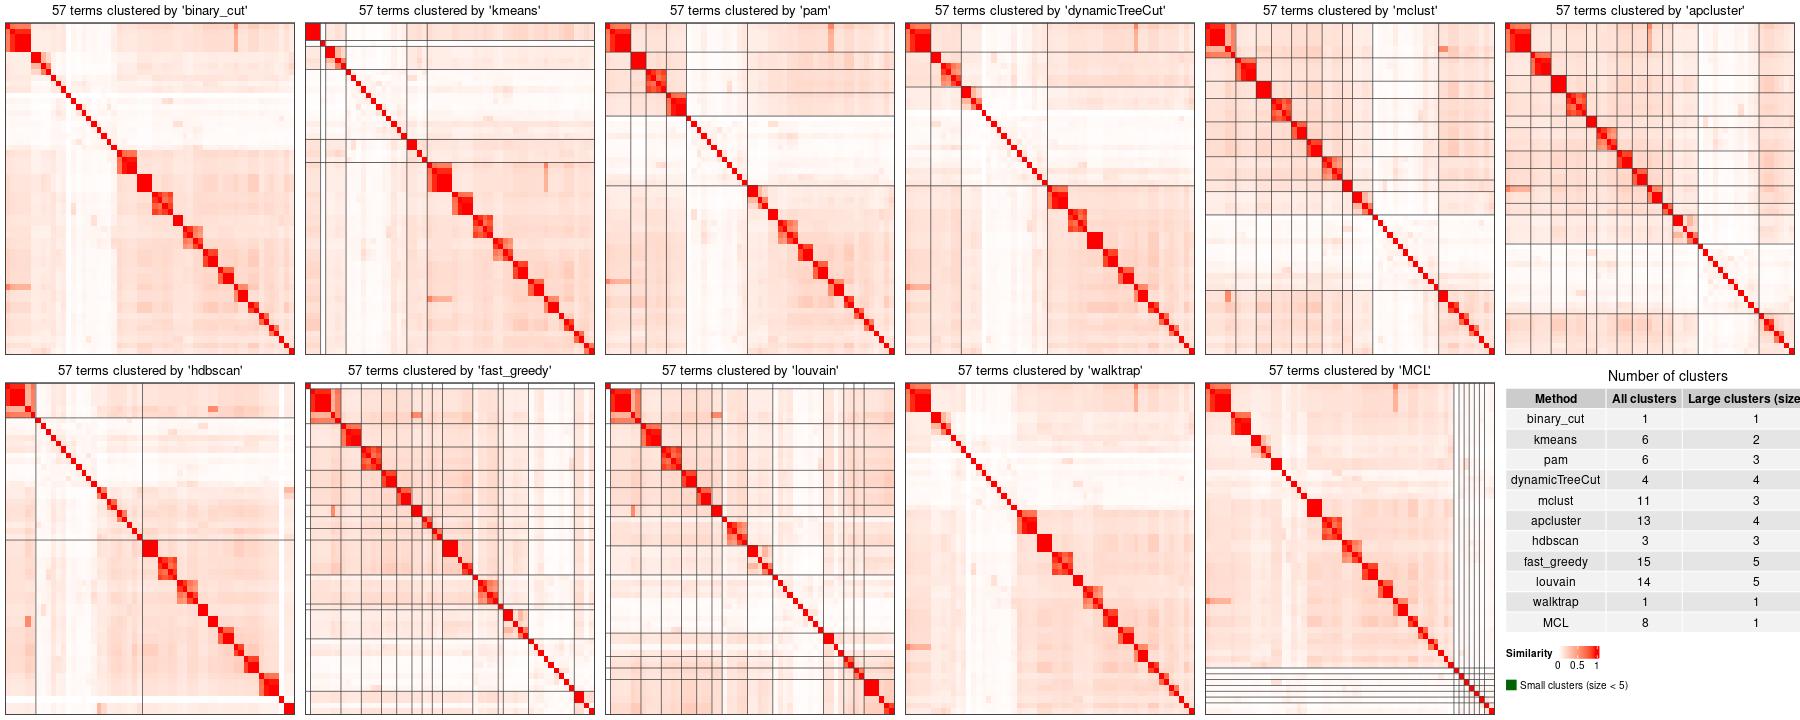 57 terms clustered by 'binary_cut'
57 terms clustered by 'kmeans'
57 terms clustered by 'pam'
57 terms clustered by 'dynamicTreeCut'
57 terms clustered by 'mclust'
57 terms clustered by 'apcluster'
57 terms clustered by 'hdbscan'
57 terms clustered by 'fast_greedy'
57 terms clustered by 'louvain'
57 terms clustered by 'walktrap'
57 terms clustered by 'MCL'
Number of clusters
Method All clusters Large clusters (size
binary_cut 1 1
kmeans 6 2
pam 6 3
dynamicTreeCut 4 4
mclust 11 3
apcluster 13 4
hdbscan 3 3
fast_greedy 15 5
louvain 14 5
walktrap 1 1
MCL 8 1
Similarity
0 0.5 1
Small clusters (size < 5)